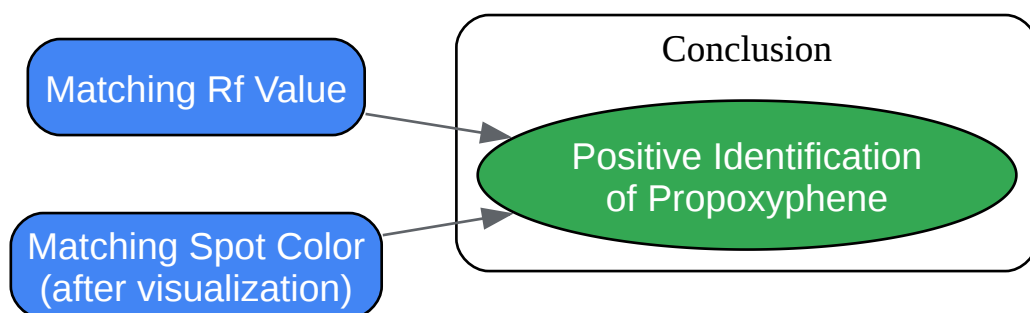 Conclusion
Matching Rf Value
Positive Identification
of Propoxyphene
Matching Spot Color
(after visualization)